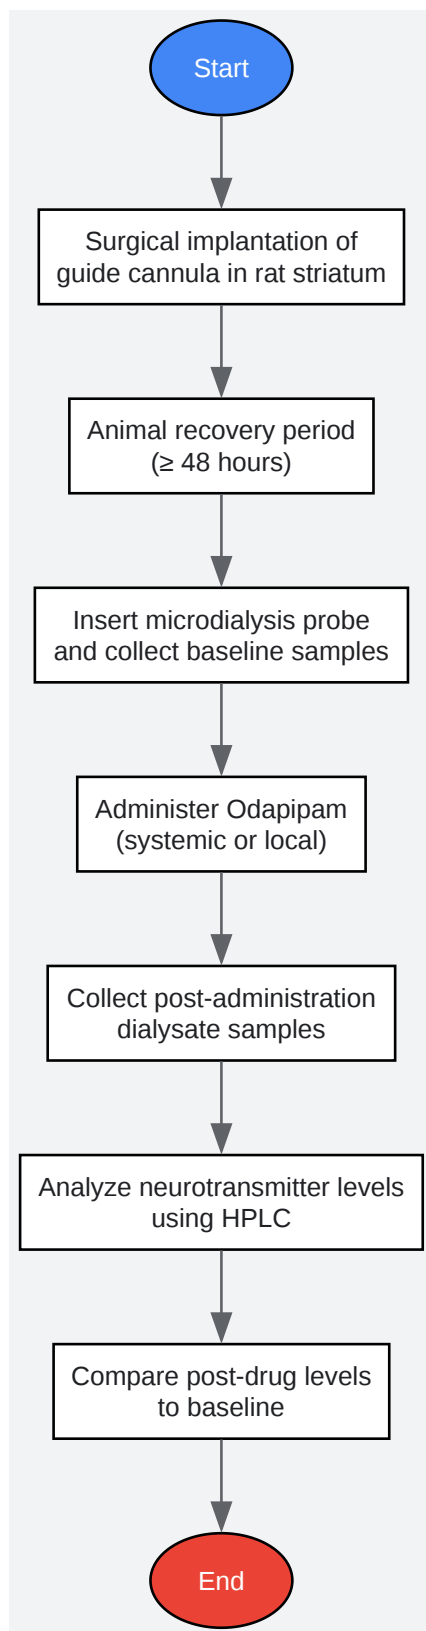 Start
Surgical implantation of
guide cannula in rat striatum
Animal recovery period
(≥ 48 hours)
Insert microdialysis probe
and collect baseline samples
Administer Odapipam
(systemic or local)
Collect post-administration
dialysate samples
Analyze neurotransmitter levels
using HPLC
Compare post-drug levels
to baseline
End